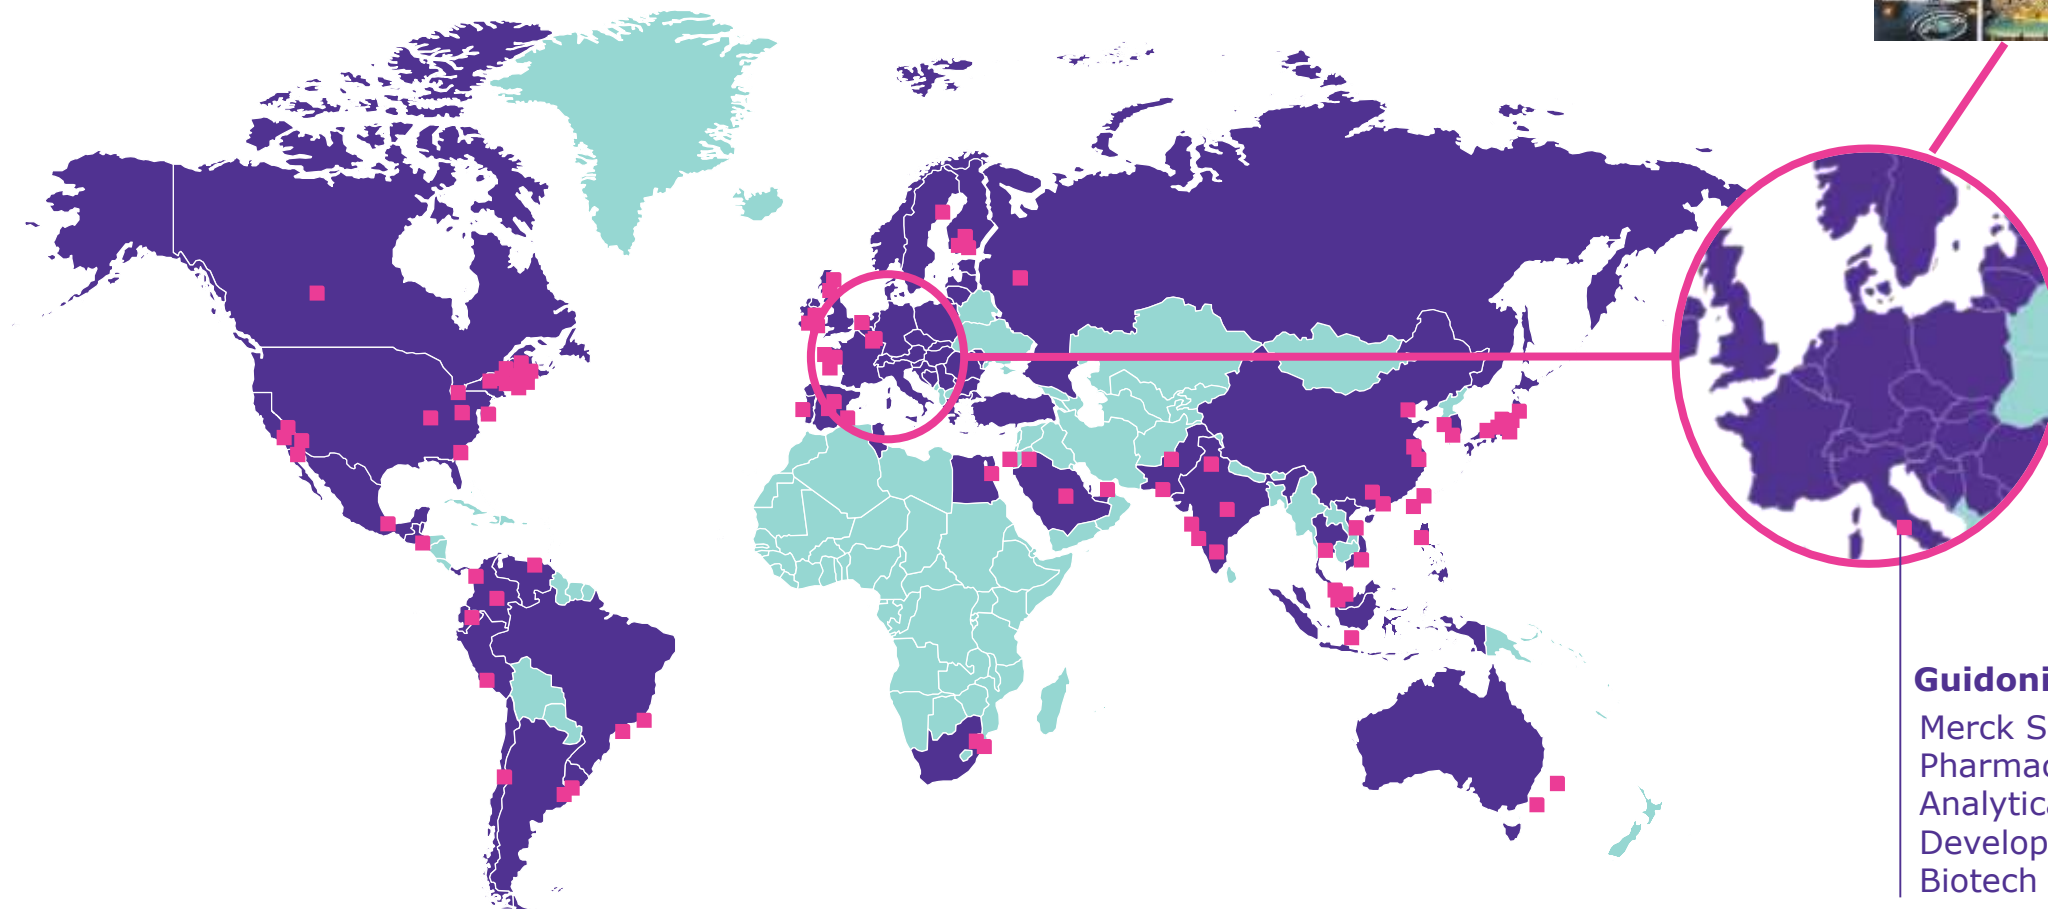 Guidoni
Merck S
Pharmac
Analytica
Develop
Biotech